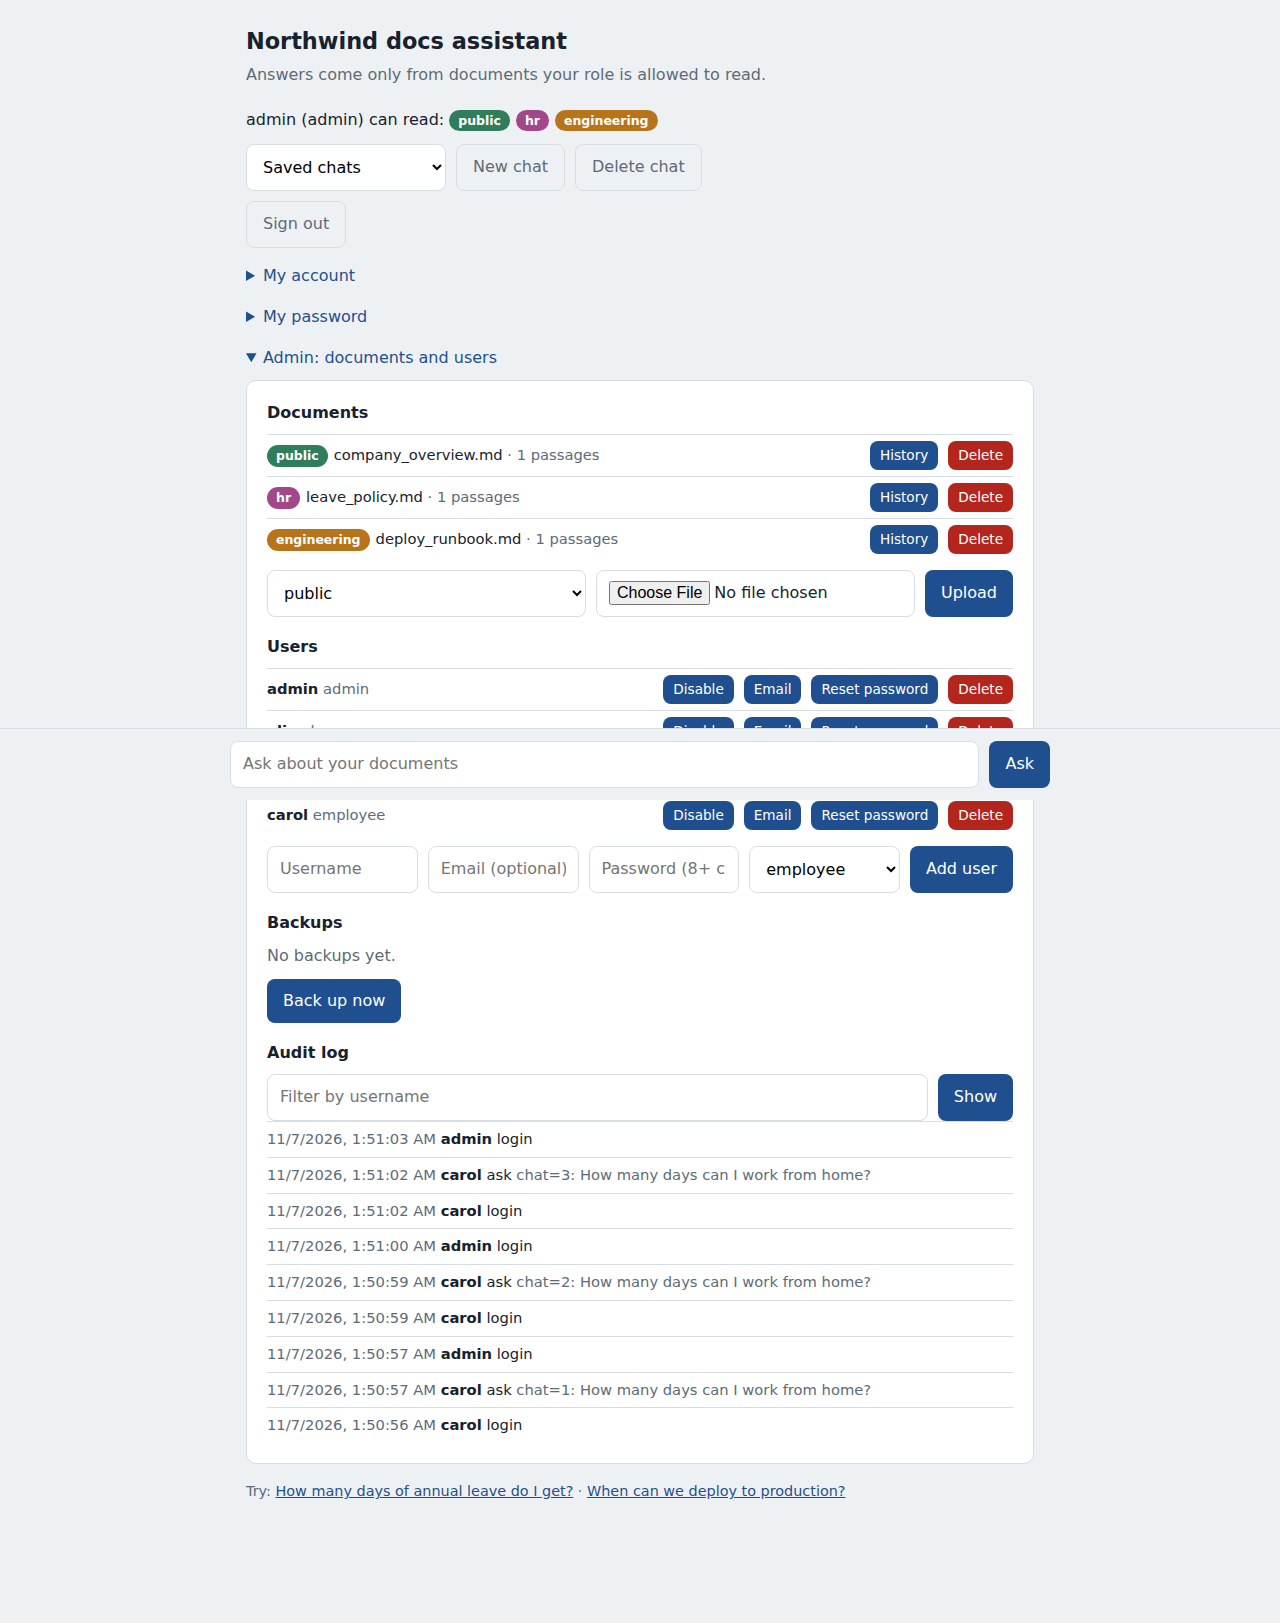 Northwind docs assistant
Answers come only from documents your role is allowed to read.
admin (admin) can read: public hr engineering
Saved chats New chat Delete chat
Sign out
My account
My password
Admin: documents and users
Documents
public company_overview.md · 1 passages History Delete
hr leave_policy.md · 1 passages History Delete
engineering deploy_runbook.md · 1 passages History Delete
public Choose File No file chosen Upload
Users
admin admin Disable Email Reset password Delete
Ask about your documents Ask
carol employee Disable Email Reset password Delete
Username Email (optional) Password (8+ c employee Add user
Backups
No backups yet.
Back up now
Audit log
Filter by username Show
11/7/2026, 1:51:03 AM admin login
11/7/2026, 1:51:02 AM carol ask chat=3: How many days can I work from home?
11/7/2026, 1:51:02 AM carol login
11/7/2026, 1:51:00 AM admin login
11/7/2026, 1:50:59 AM carol ask chat=2: How many days can I work from home?
11/7/2026, 1:50:59 AM carol login
11/7/2026, 1:50:57 AM admin login
11/7/2026, 1:50:57 AM carol ask chat=1: How many days can I work from home?
11/7/2026, 1:50:56 AM carol login
Try: How many days of annual leave do I get? · When can we deploy to production?